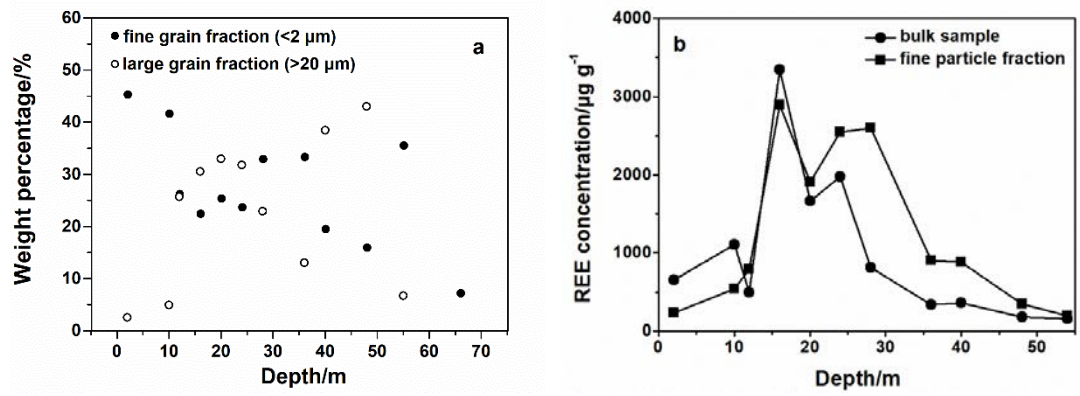 60
50
40
30
20
10
0
Weight percentage/%
fine grain fraction (<2 μm)
large grain fraction (>20 μm)
a
0 10 20 30 40 50 60 70
Depth/m
4000
3000
2000
1000
0
REE concentration/μg g⁻¹
b
bulk sample
fine particle fraction
0 10 20 30 40 50
Depth/m